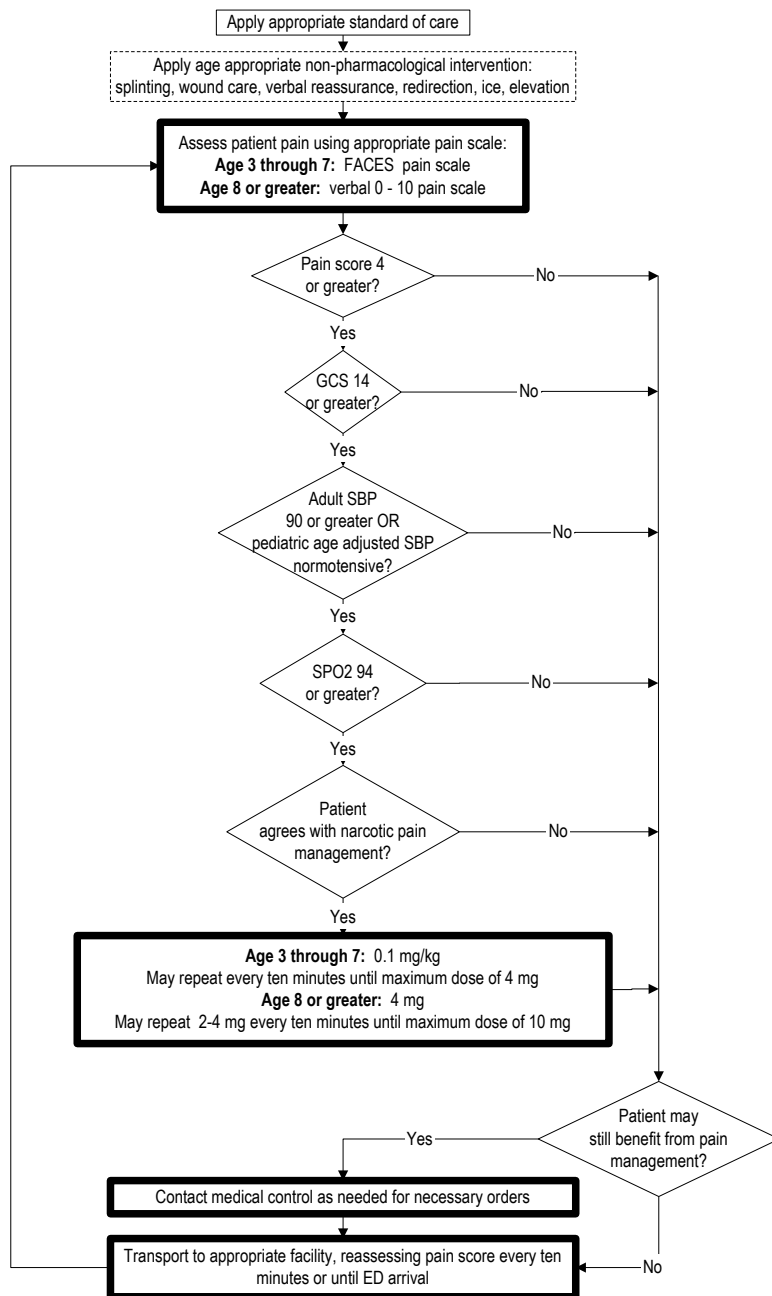 Apply appropriate standard of care
Apply age appropriate non-pharmacological intervention:
splinting, wound care, verbal reassurance, redirection, ice, elevation
Assess patient pain using appropriate pain scale:
Age 3 through 7: FACES pain scale
Age 8 or greater: verbal 0 - 10 pain scale
Pain score 4
or greater?
No
Yes
GCS 14
or greater?
No
Yes
Adult SBP
90 or greater OR
pediatric age adjusted SBP
normotensive?
No
Yes
SPO2 94
or greater?
No
Yes
Patient
agrees with narcotic pain
management?
No
Yes
Age 3 through 7: 0.1 mg/kg
May repeat every ten minutes until maximum dose of 4 mg
Age 8 or greater: 4 mg
May repeat 2-4 mg every ten minutes until maximum dose of 10 mg
Patient may
still benefit from pain
management?
Yes
Contact medical control as needed for necessary orders
No
Transport to appropriate facility, reassessing pain score every ten
minutes or until ED arrival